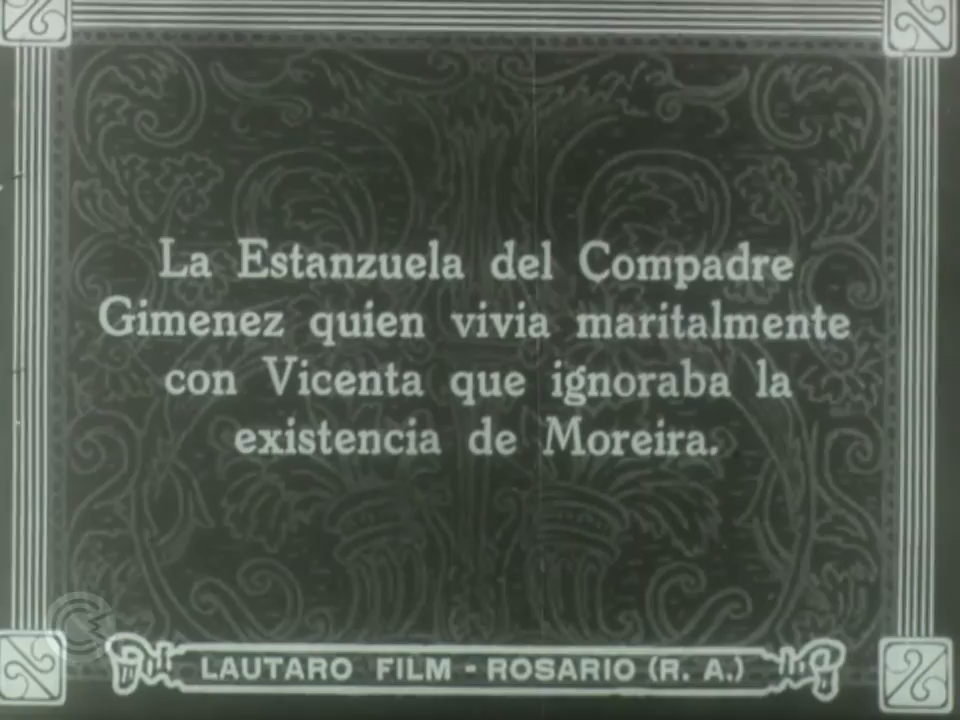 La Estanzuela del Compadre
Gimenez quien vivia maritalmente
con Vicenta que ignoraba la
existencia de Moreira.
LAUTARO FILM - ROSARIO (R. A.)